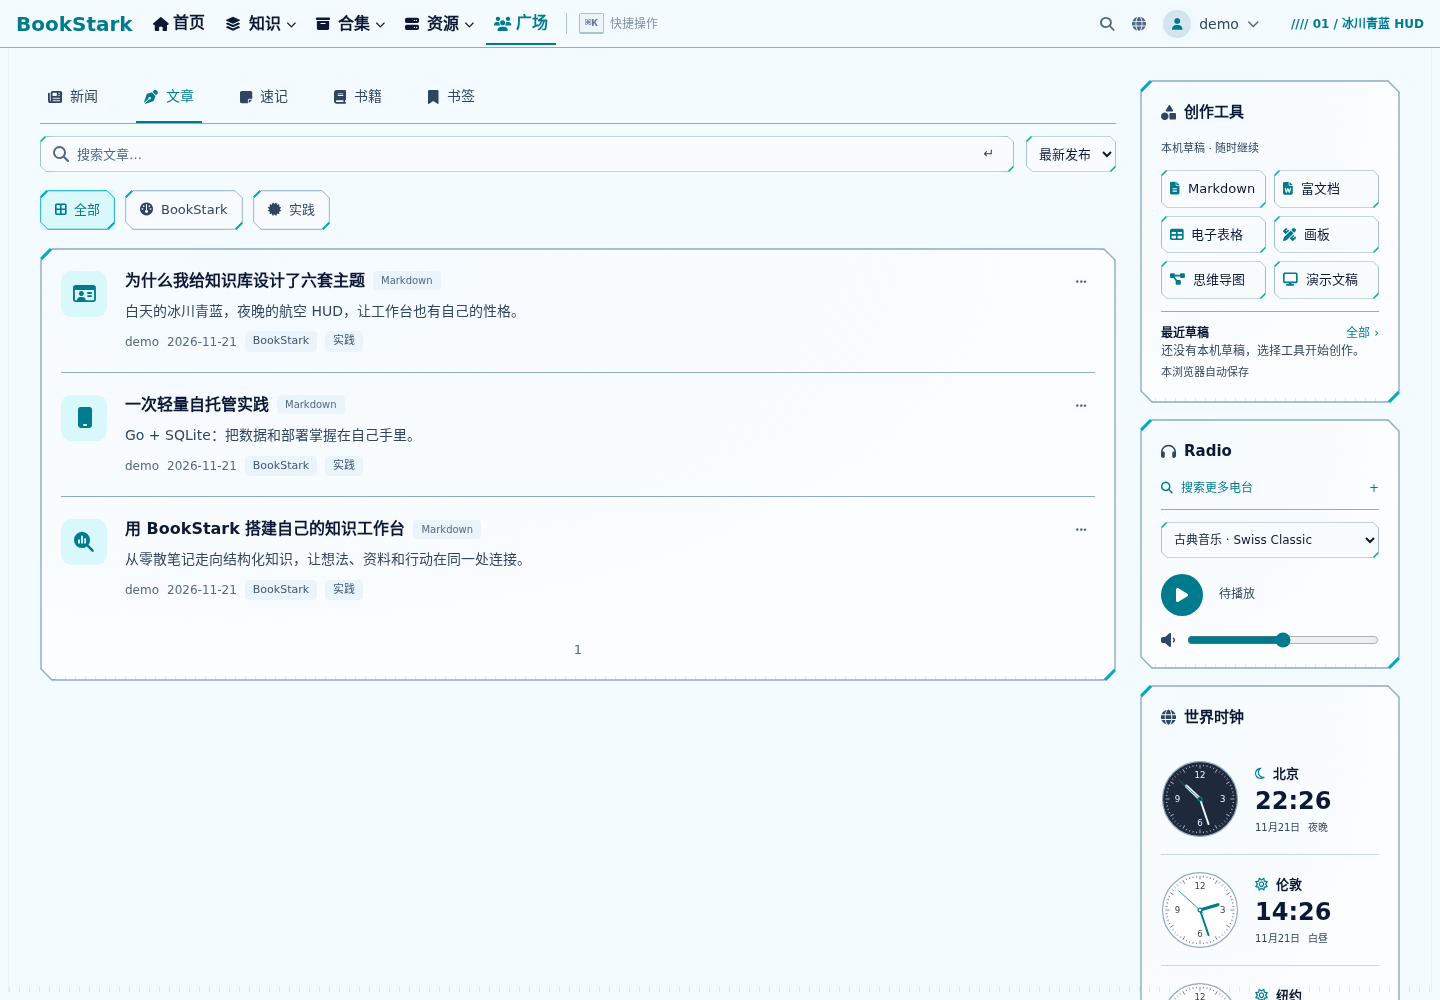 BookStark 首页 知识 合集 资源 广场 ⌘K 快捷操作 demo //// 01 / 冰川青蓝 HUD
新闻 文章 速记 书籍 书签
搜索文章... ↵ 最新发布
全部 BookStark 实践
为什么我给知识库设计了六套主题 Markdown ···
白天的冰川青蓝，夜晚的航空 HUD，让工作台也有自己的性格。
demo 2026-11-21 BookStark 实践
一次轻量自托管实践 Markdown ···
Go + SQLite：把数据和部署掌握在自己手里。
demo 2026-11-21 BookStark 实践
用 BookStark 搭建自己的知识工作台 Markdown ···
从零散笔记走向结构化知识，让想法、资料和行动在同一处连接。
demo 2026-11-21 BookStark 实践
1
创作工具
本机草稿 · 随时继续
Markdown 富文档
电子表格 画板
思维导图 演示文稿
最近草稿 全部 ›
还没有本机草稿，选择工具开始创作。
本浏览器自动保存
Radio
搜索更多电台 +
古典音乐 · Swiss Classic
待播放
世界时钟
12 3 6 9
北京
22:26
11月21日 夜晚
12 3 6 9
伦敦
14:26
11月21日 白昼
12
纽约